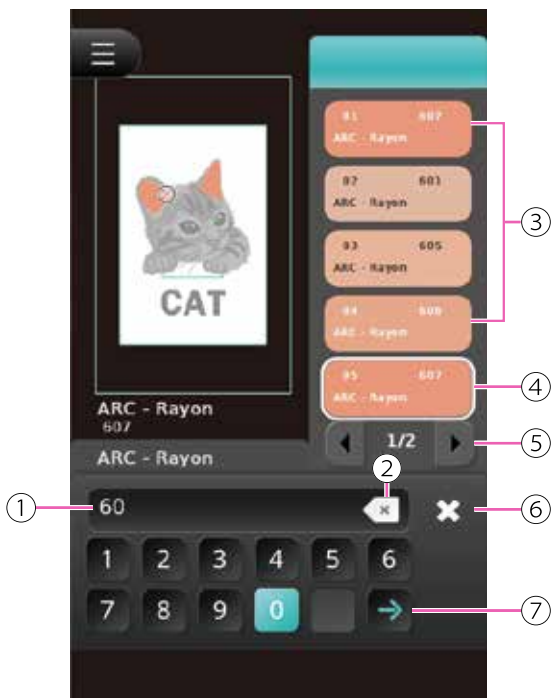 CAT
ARC - Rayon
607
01 607
ARC - Rayon
02 601
ARC - Rayon
03 605
ARC - Rayon
04
ARC - Rayon
05 607
ARC - Rayon
1/2
ARC - Rayon
60
1 2 3 4 5 6
7 8 9 0
①
②
③
④
⑤
⑥
⑦